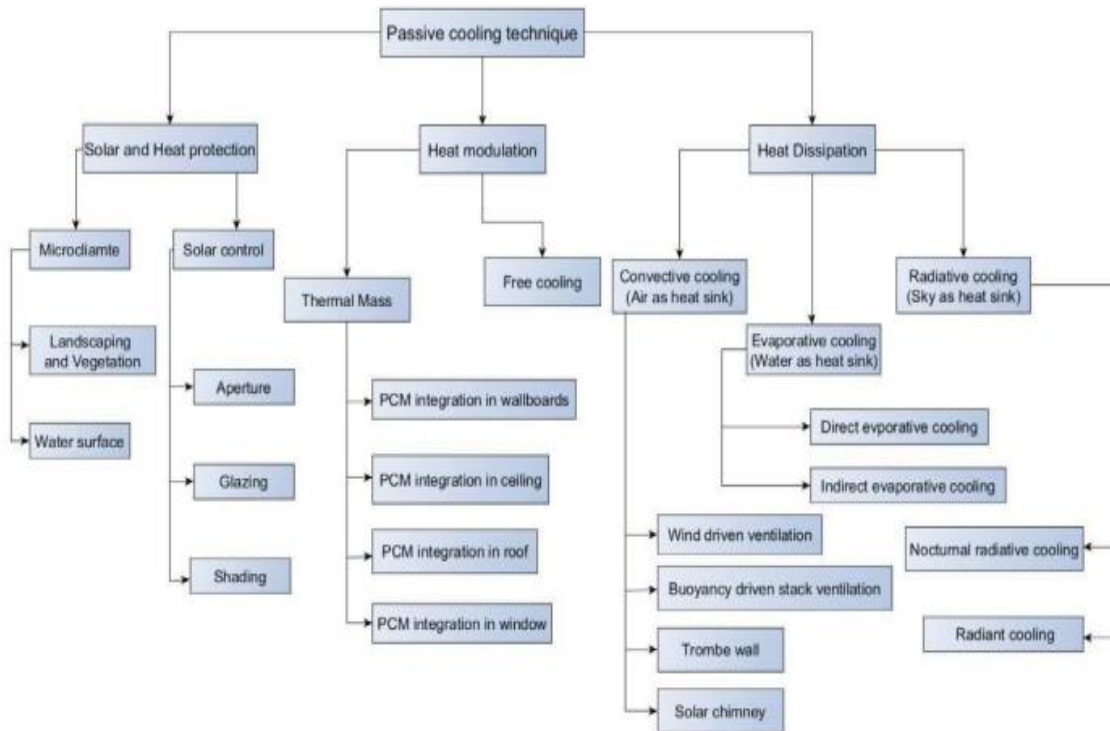 Passive cooling technique
Solar and Heat protection
Heat modulation
Heat Dissipation
Microcliamte
Solar control
Free cooling
Thermal Mass
Convective cooling
(Air as heat sink)
Radiative cooling
(Sky as heat sink)
Evaporative cooling
(Water as heat sink)
Landscaping
and Vegetation
Water surface
Aperture
Glazing
Shading
PCM integration in wallboards
PCM integration in ceiling
PCM integration in roof
PCM integration in window
Direct evporative cooling
Indirect evaporative cooling
Wind driven ventilation
Buoyancy driven stack ventilation
Trombe wall
Solar chimney
Noctumal radiative cooling
Radiant cooling